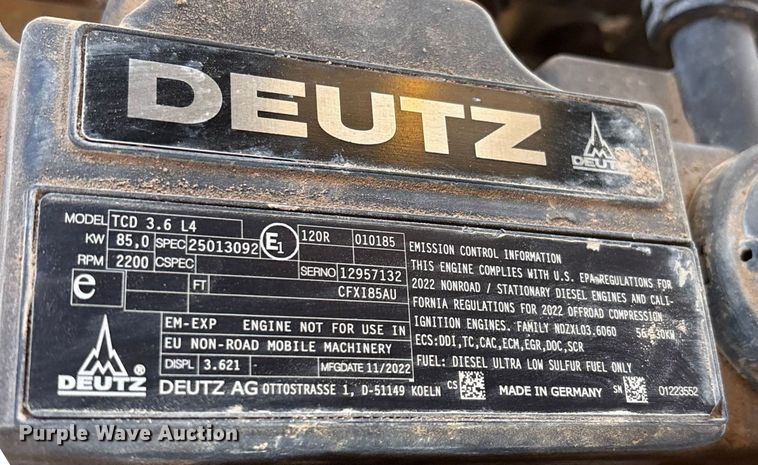 DEUTZ
DEUTZ
MODEL TCD 3.6 L4
KW 85,0 SPEC 25013092 E1 120R 010185
RPM 2200 CSPEC SERNO 12957132
e FT CFXI85AU
EM-EXP ENGINE NOT FOR USE IN
EU NON-ROAD MOBILE MACHINERY
DISPL 3.621 MFGDATE 11/2022
DEUTZ ® DEUTZ AG OTTOSTRASSE 1, D-51149 KOELN CS MADE IN GERMANY SN 01223552
EMISSION CONTROL INFORMATION
THIS ENGINE COMPLIES WITH U.S. EPA REGULATIONS FOR
2022 NONROAD / STATIONARY DIESEL ENGINES AND CALI-
FORNIA REGULATIONS FOR 2022 OFFROAD COMPRESSION
IGNITION ENGINES. FAMILY NDZXL03.6060
ECS:DDI,TC,CAC,ECM,EGR,DOC,SCR
FUEL: DIESEL ULTRA LOW SULFUR FUEL ONLY
Purple Wave Auction